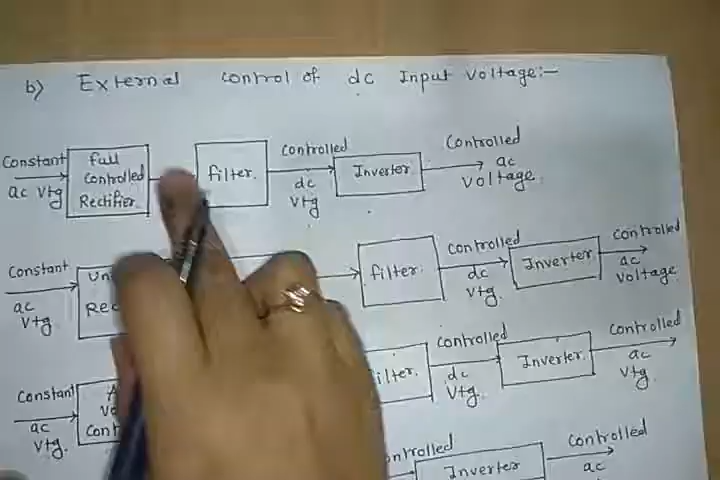 b) External control of dc Input voltage:-
Constant
ac Vtg
Full
Controlled
Rectifier.
filter.
Controlled
dc
Vtg
Inverter
Controlled
ac
Voltage.
Constant
ac
Vtg.
filter.
Controlled
dc
Vtg.
Inverter.
Controlled
ac
Voltage
Constant
ac
Vtg.
Controlled
dc
Vtg.
Inverter.
Controlled
ac
Vtg.
Inverter
Controlled
ac